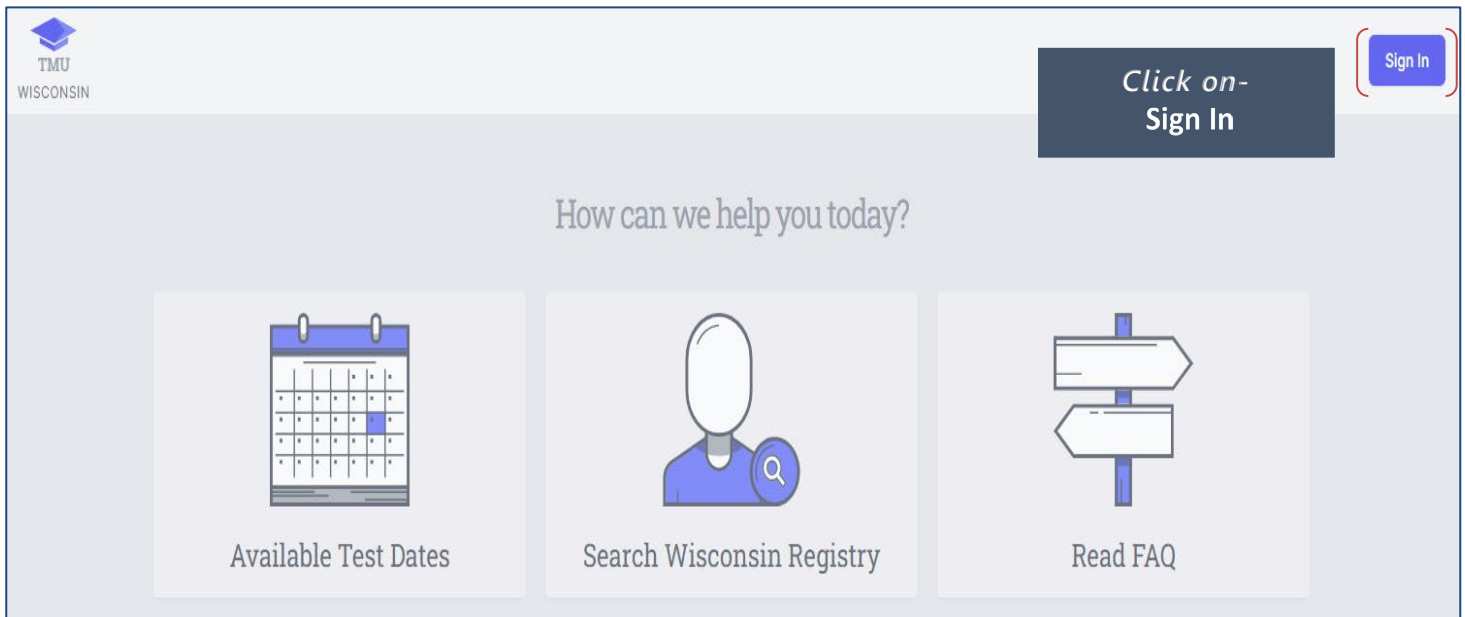 TMU
WISCONSIN
Click on-
Sign In
Sign In
How can we help you today?
Available Test Dates
Search Wisconsin Registry
Read FAQ